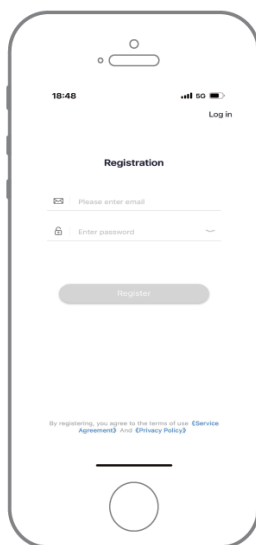 18:48 5G
Log in
Registration
Please enter email
Enter password
Register
By registering, you agree to the terms of use 《Service
Agreement》 And 《Privacy Policy》